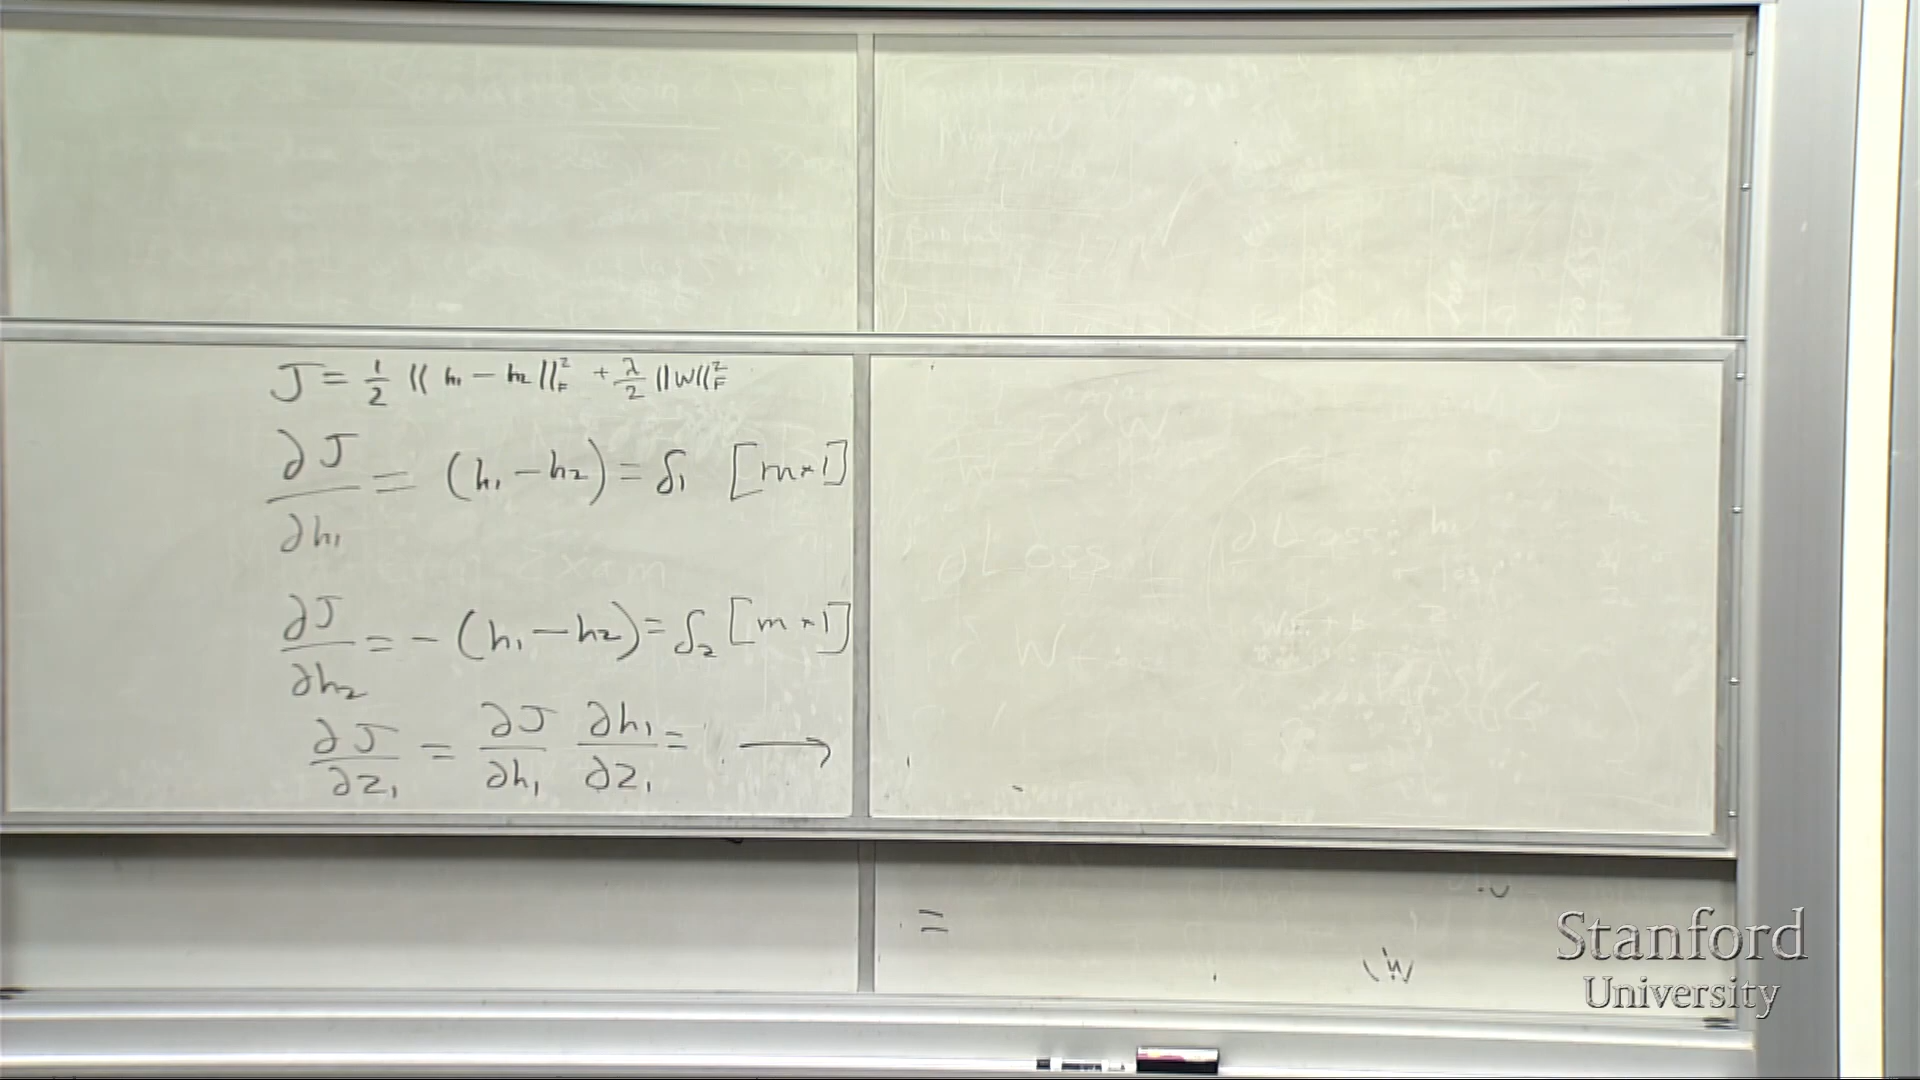 J = 1/2 ||h₁ - h₂||²_F + λ/2 ||W||²_F
∂J/∂h₁ = (h₁ - h₂) = δ₁ [m×1]
∂J/∂h₂ = -(h₁ - h₂) = δ₂ [m×1]
∂J/∂z₁ = ∂J/∂h₁ ∂h₁/∂z₁ = →
=
Stanford
University